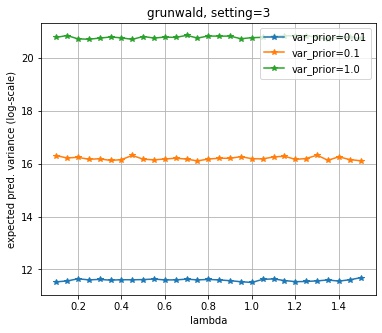 grunwald, setting=3
var_prior=0.01
var_prior=0.1
var_prior=1.0
expected pred. variance (log-scale)
20
18
16
14
12
0.2 0.4 0.6 0.8 1.0 1.2 1.4
lambda